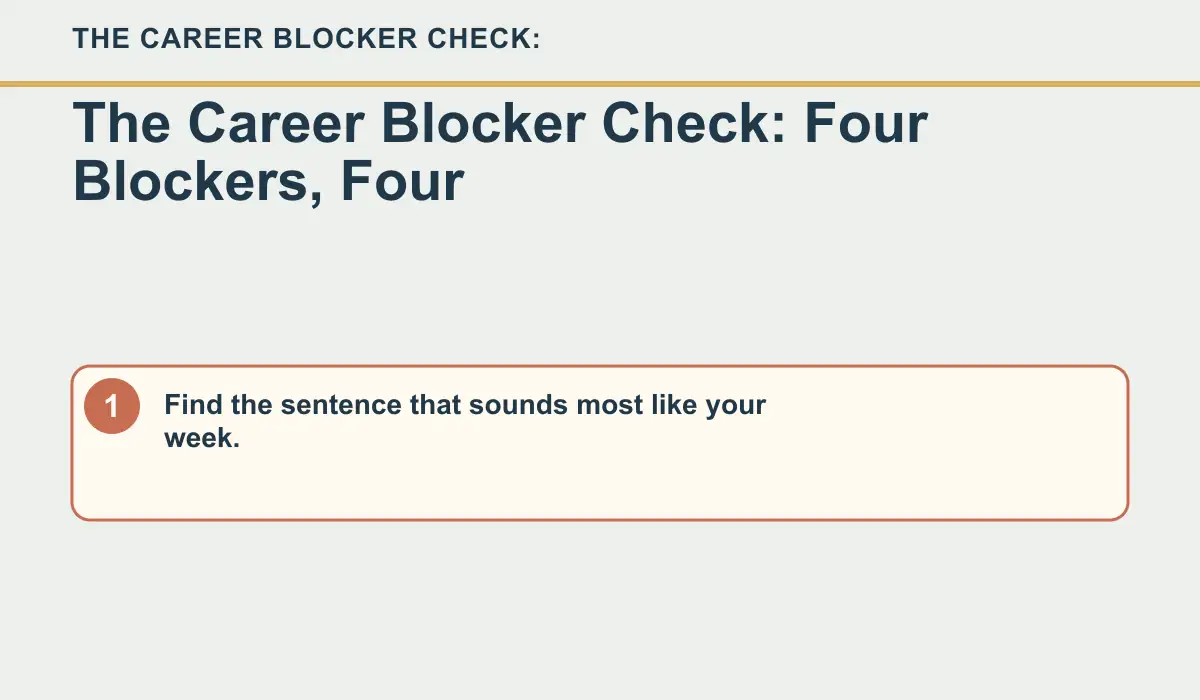 THE CAREER BLOCKER CHECK:
The Career Blocker Check: Four
Blockers, Four
1
Find the sentence that sounds most like your
week.